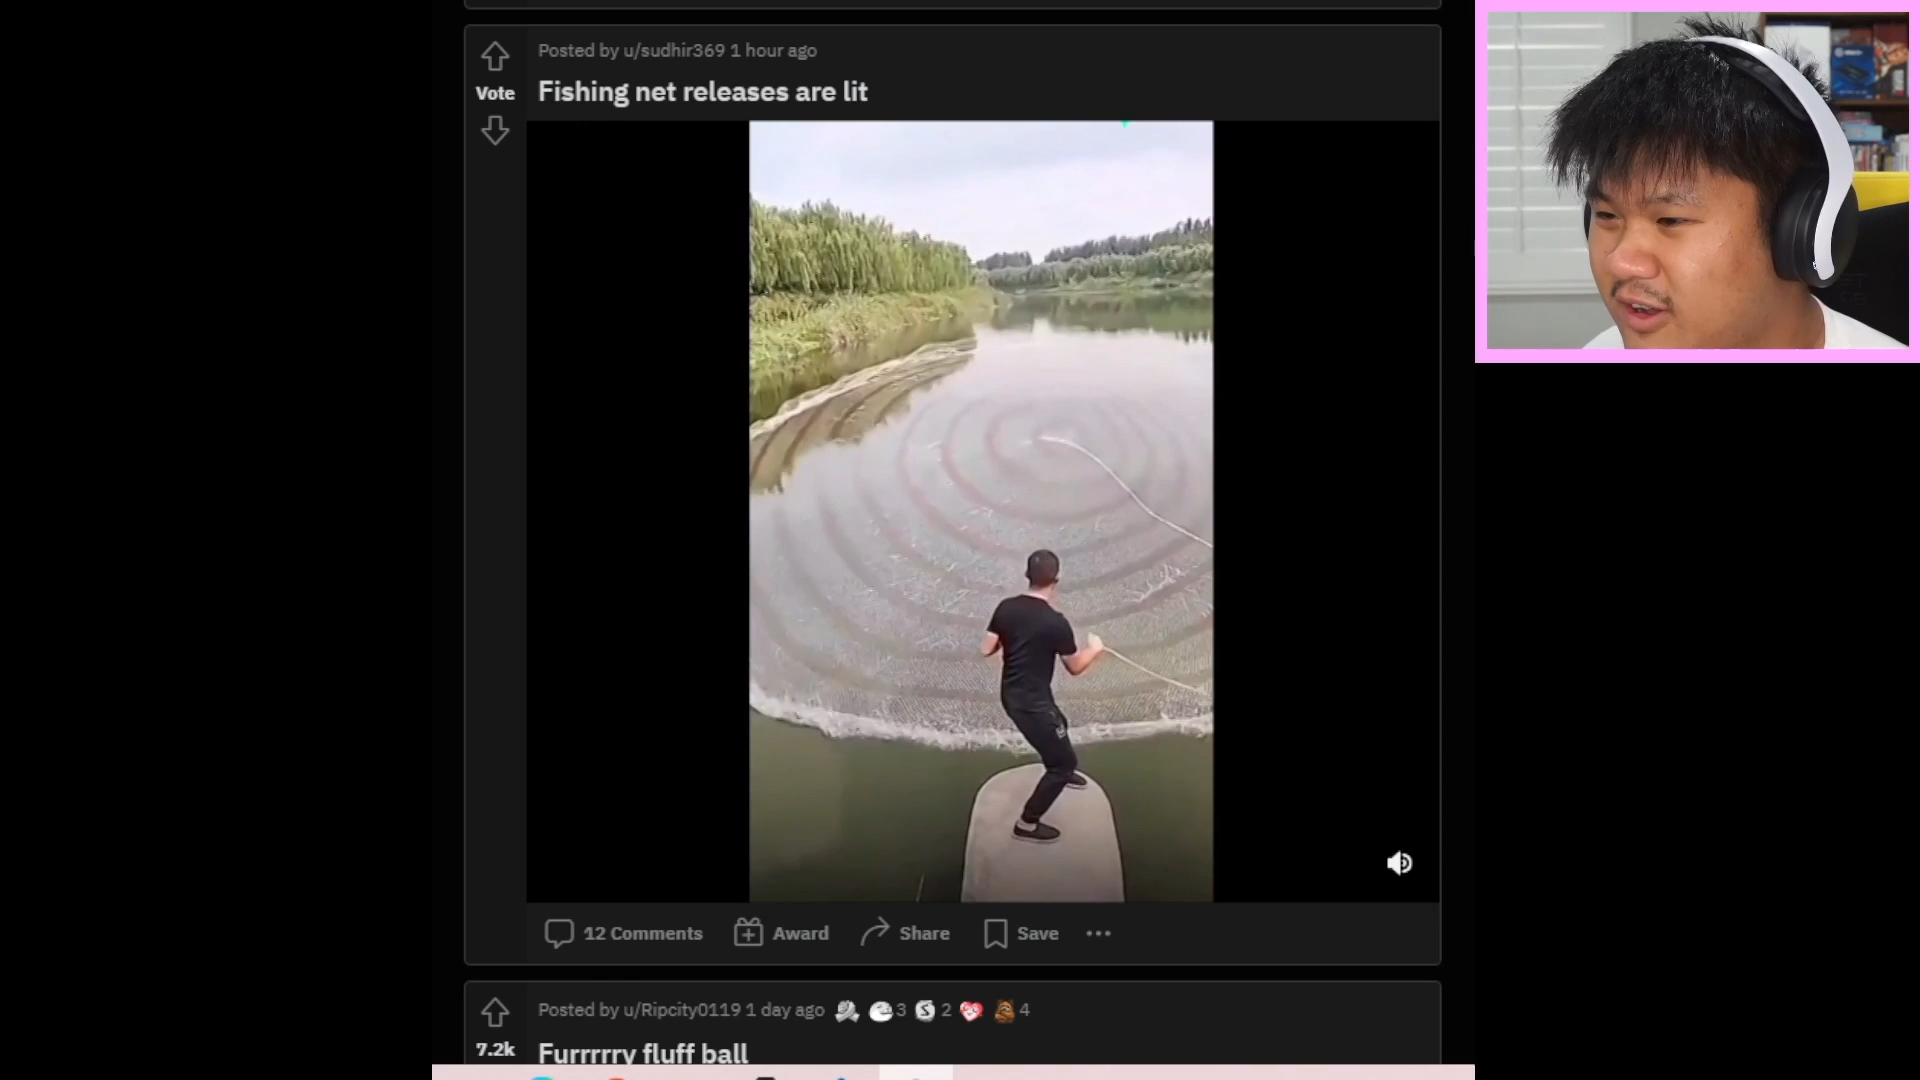 Posted by u/sudhir369 1 hour ago
Vote
Fishing net releases are lit
12 Comments
Award
Share
Save
Posted by u/Ripcity0119 1 day ago
3
2
4
7.2k
Furrrrry fluff ball